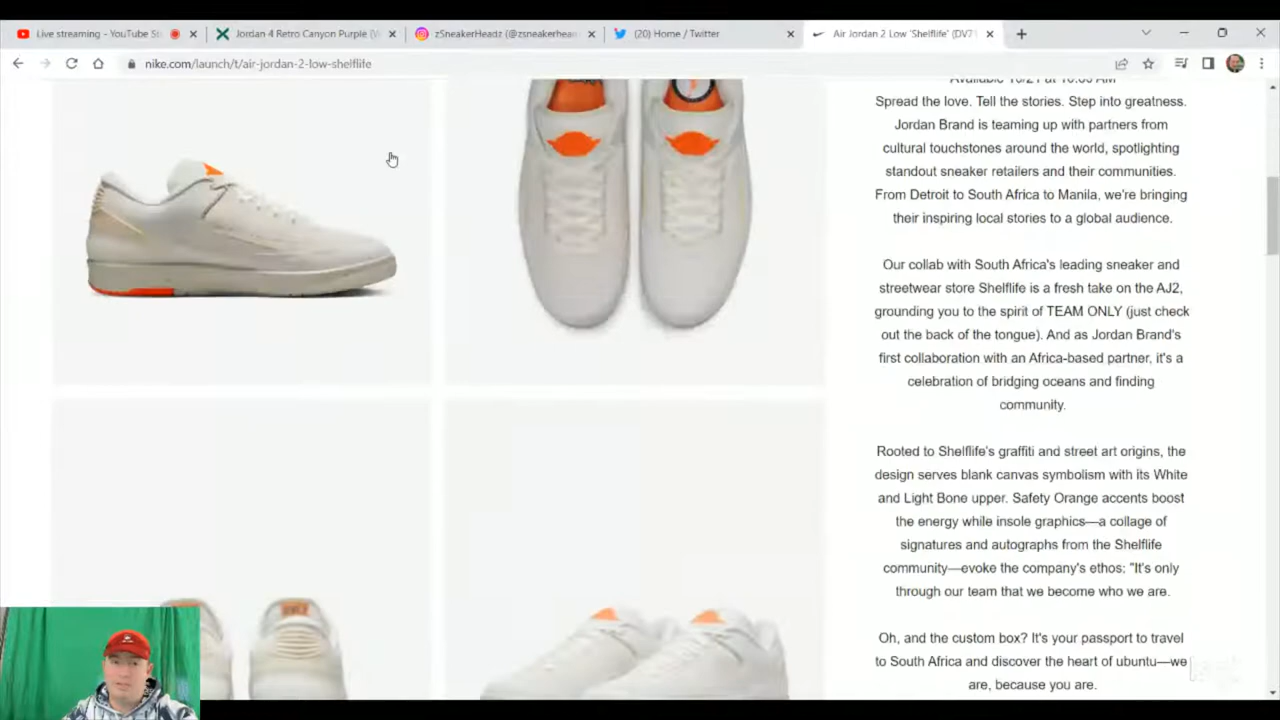 Live streaming - YouTube St
Jordan 4 Retro Canyon Purple (W
zSneakerHeadz (@zsneakerhea
(20) Home / Twitter
Air Jordan 2 Low 'Shelflife' (DV71
nike.com/launch/t/air-jordan-2-low-shelflife
Spread the love. Tell the stories. Step into greatness.
Jordan Brand is teaming up with partners from
cultural touchstones around the world, spotlighting
standout sneaker retailers and their communities.
From Detroit to South Africa to Manila, we're bringing
their inspiring local stories to a global audience.
Our collab with South Africa's leading sneaker and
streetwear store Shelflife is a fresh take on the AJ2,
grounding you to the spirit of TEAM ONLY (just check
out the back of the tongue). And as Jordan Brand's
first collaboration with an Africa-based partner, it's a
celebration of bridging oceans and finding
community.
Rooted to Shelflife's graffiti and street art origins, the
design serves blank canvas symbolism with its White
and Light Bone upper. Safety Orange accents boost
the energy while insole graphics—a collage of
signatures and autographs from the Shelflife
community—evoke the company's ethos: "It's only
through our team that we become who we are.
Oh, and the custom box? It's your passport to travel
to South Africa and discover the heart of ubuntu—we
are, because you are.